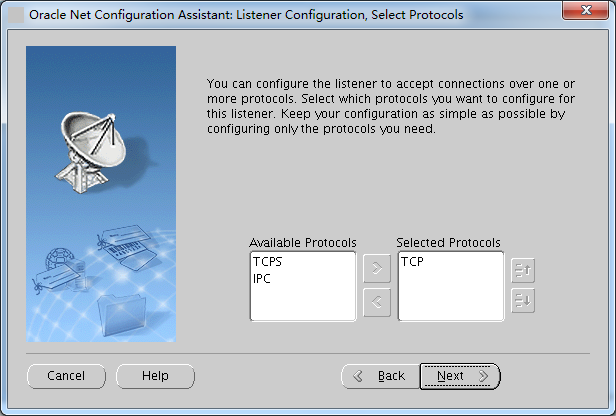 Oracle Net Configuration Assistant: Listener Configuration, Select Protocols
You can configure the listener to accept connections over one or
more protocols. Select which protocols you want to configure for
this listener. Keep your configuration as simple as possible by
configuring only the protocols you need.
Available Protocols
TCPS
IPC
Selected Protocols
TCP
Cancel
Help
Back
Next